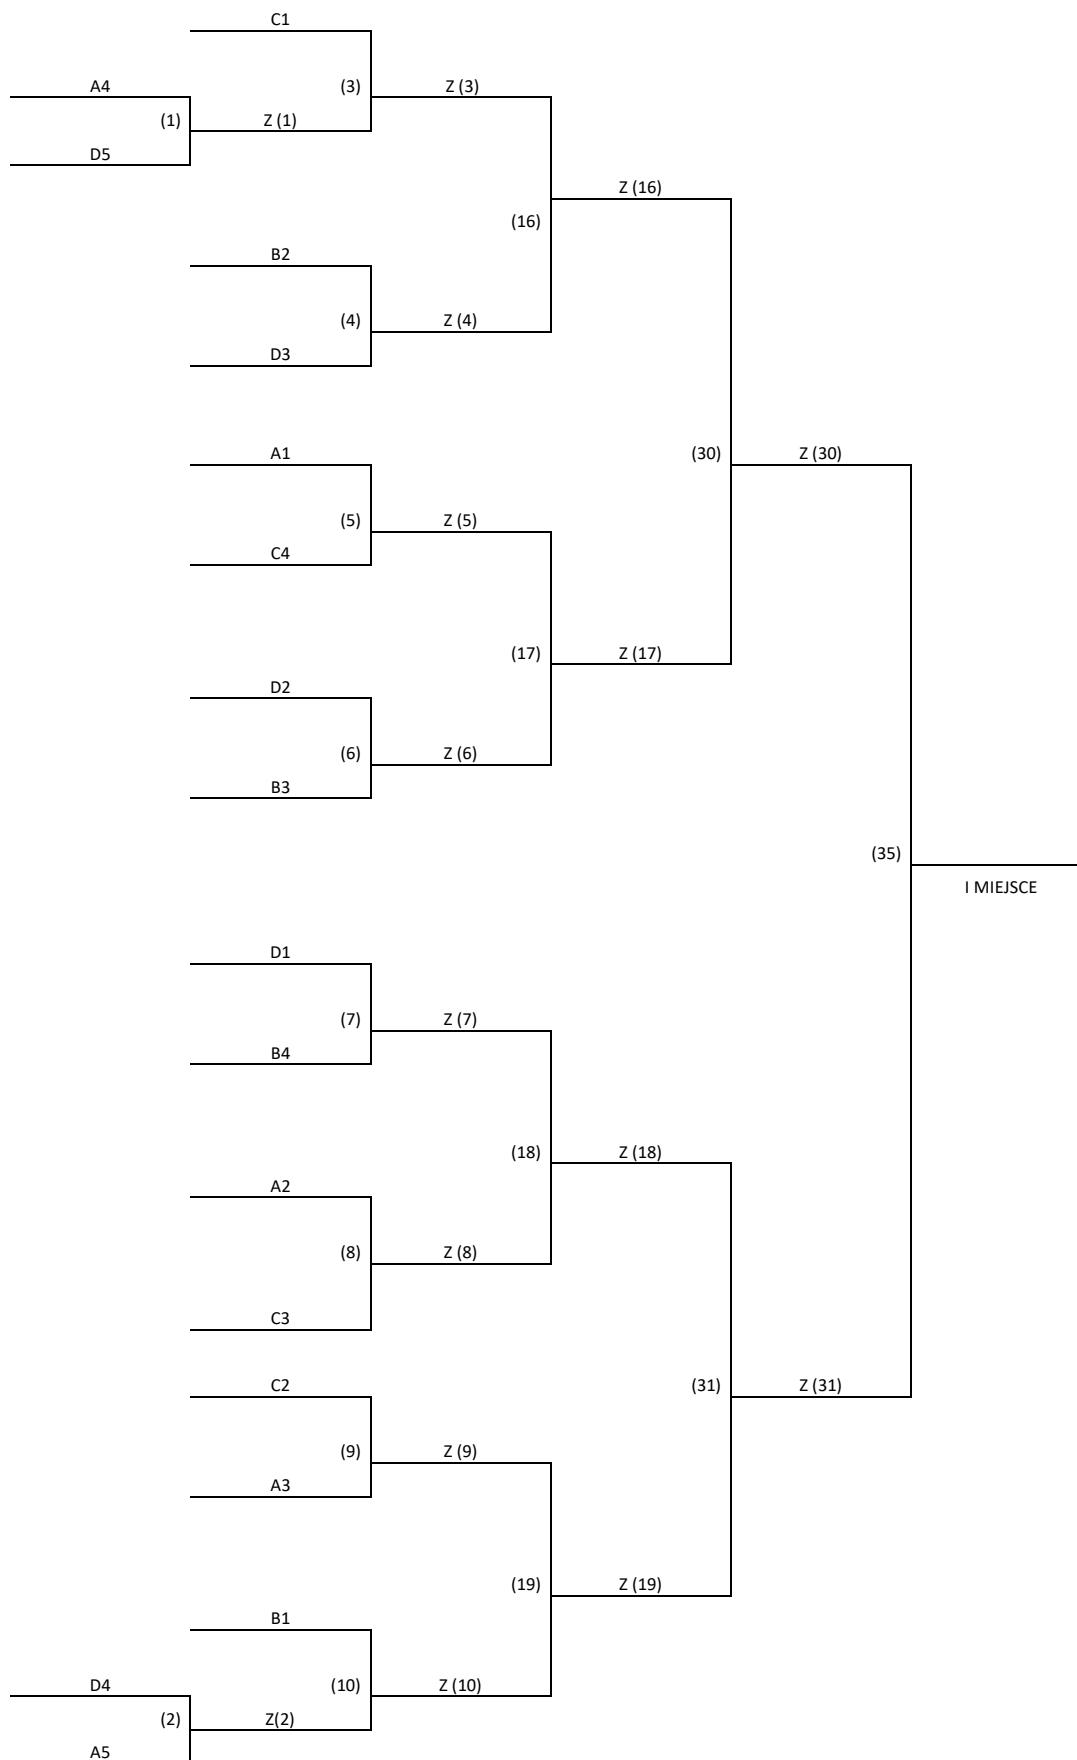 C1
A4
(3)
Z (3)
(1)
Z (1)
D5
Z (16)
(16)
B2
(4)
Z (4)
D3
A1
(30)
Z (30)
(5)
Z (5)
C4
(17)
Z (17)
D2
(6)
Z (6)
B3
(35)
I MIEJSCE
D1
(7)
Z (7)
B4
(18)
Z (18)
A2
(8)
Z (8)
C3
C2
(31)
Z (31)
(9)
Z (9)
A3
(19)
Z (19)
B1
D4
(10)
Z (10)
(2)
Z(2)
A5